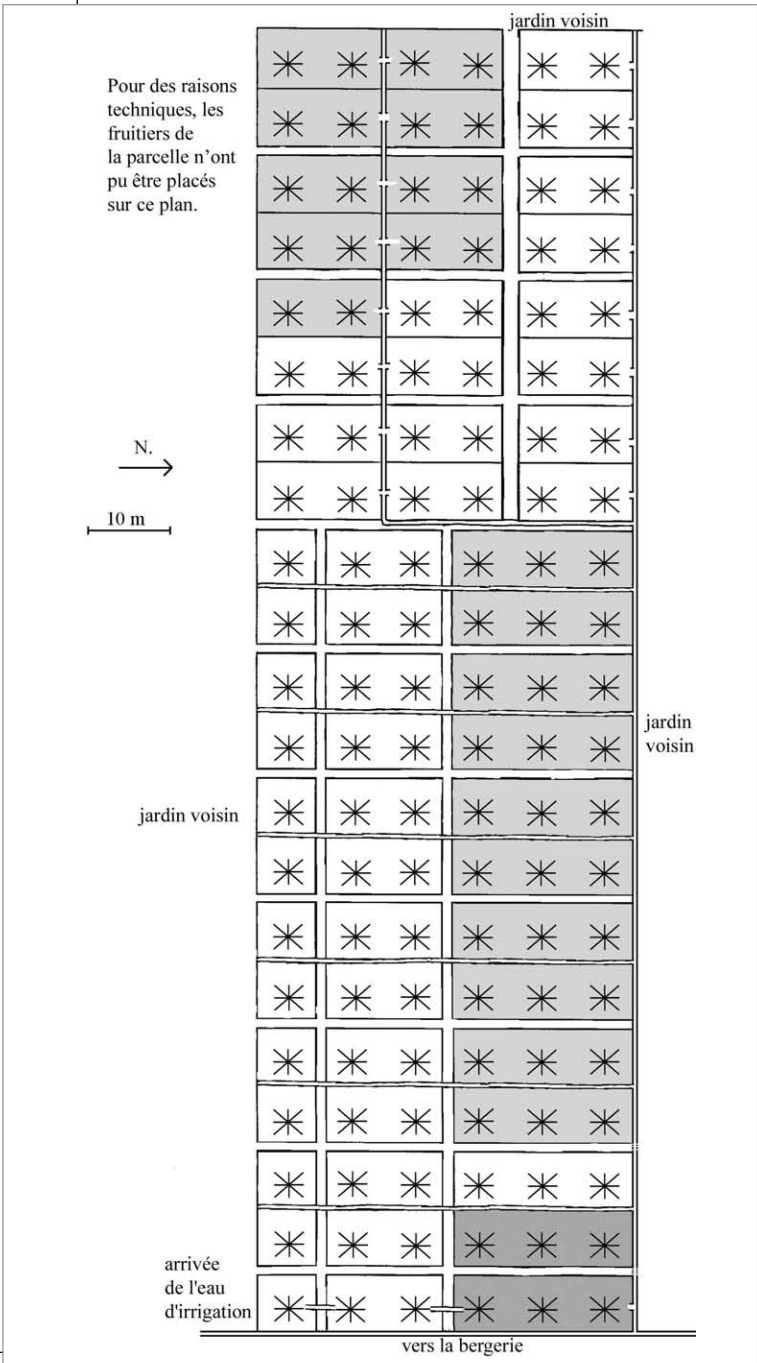 jardin voisin
Pour des raisons
techniques, les
fruitiers de
la parcelle n’ont
pu être placés
sur ce plan.
N.
10 m
jardin
voisin
jardin voisin
arrivée
de l'eau
d'irrigation
vers la bergerie